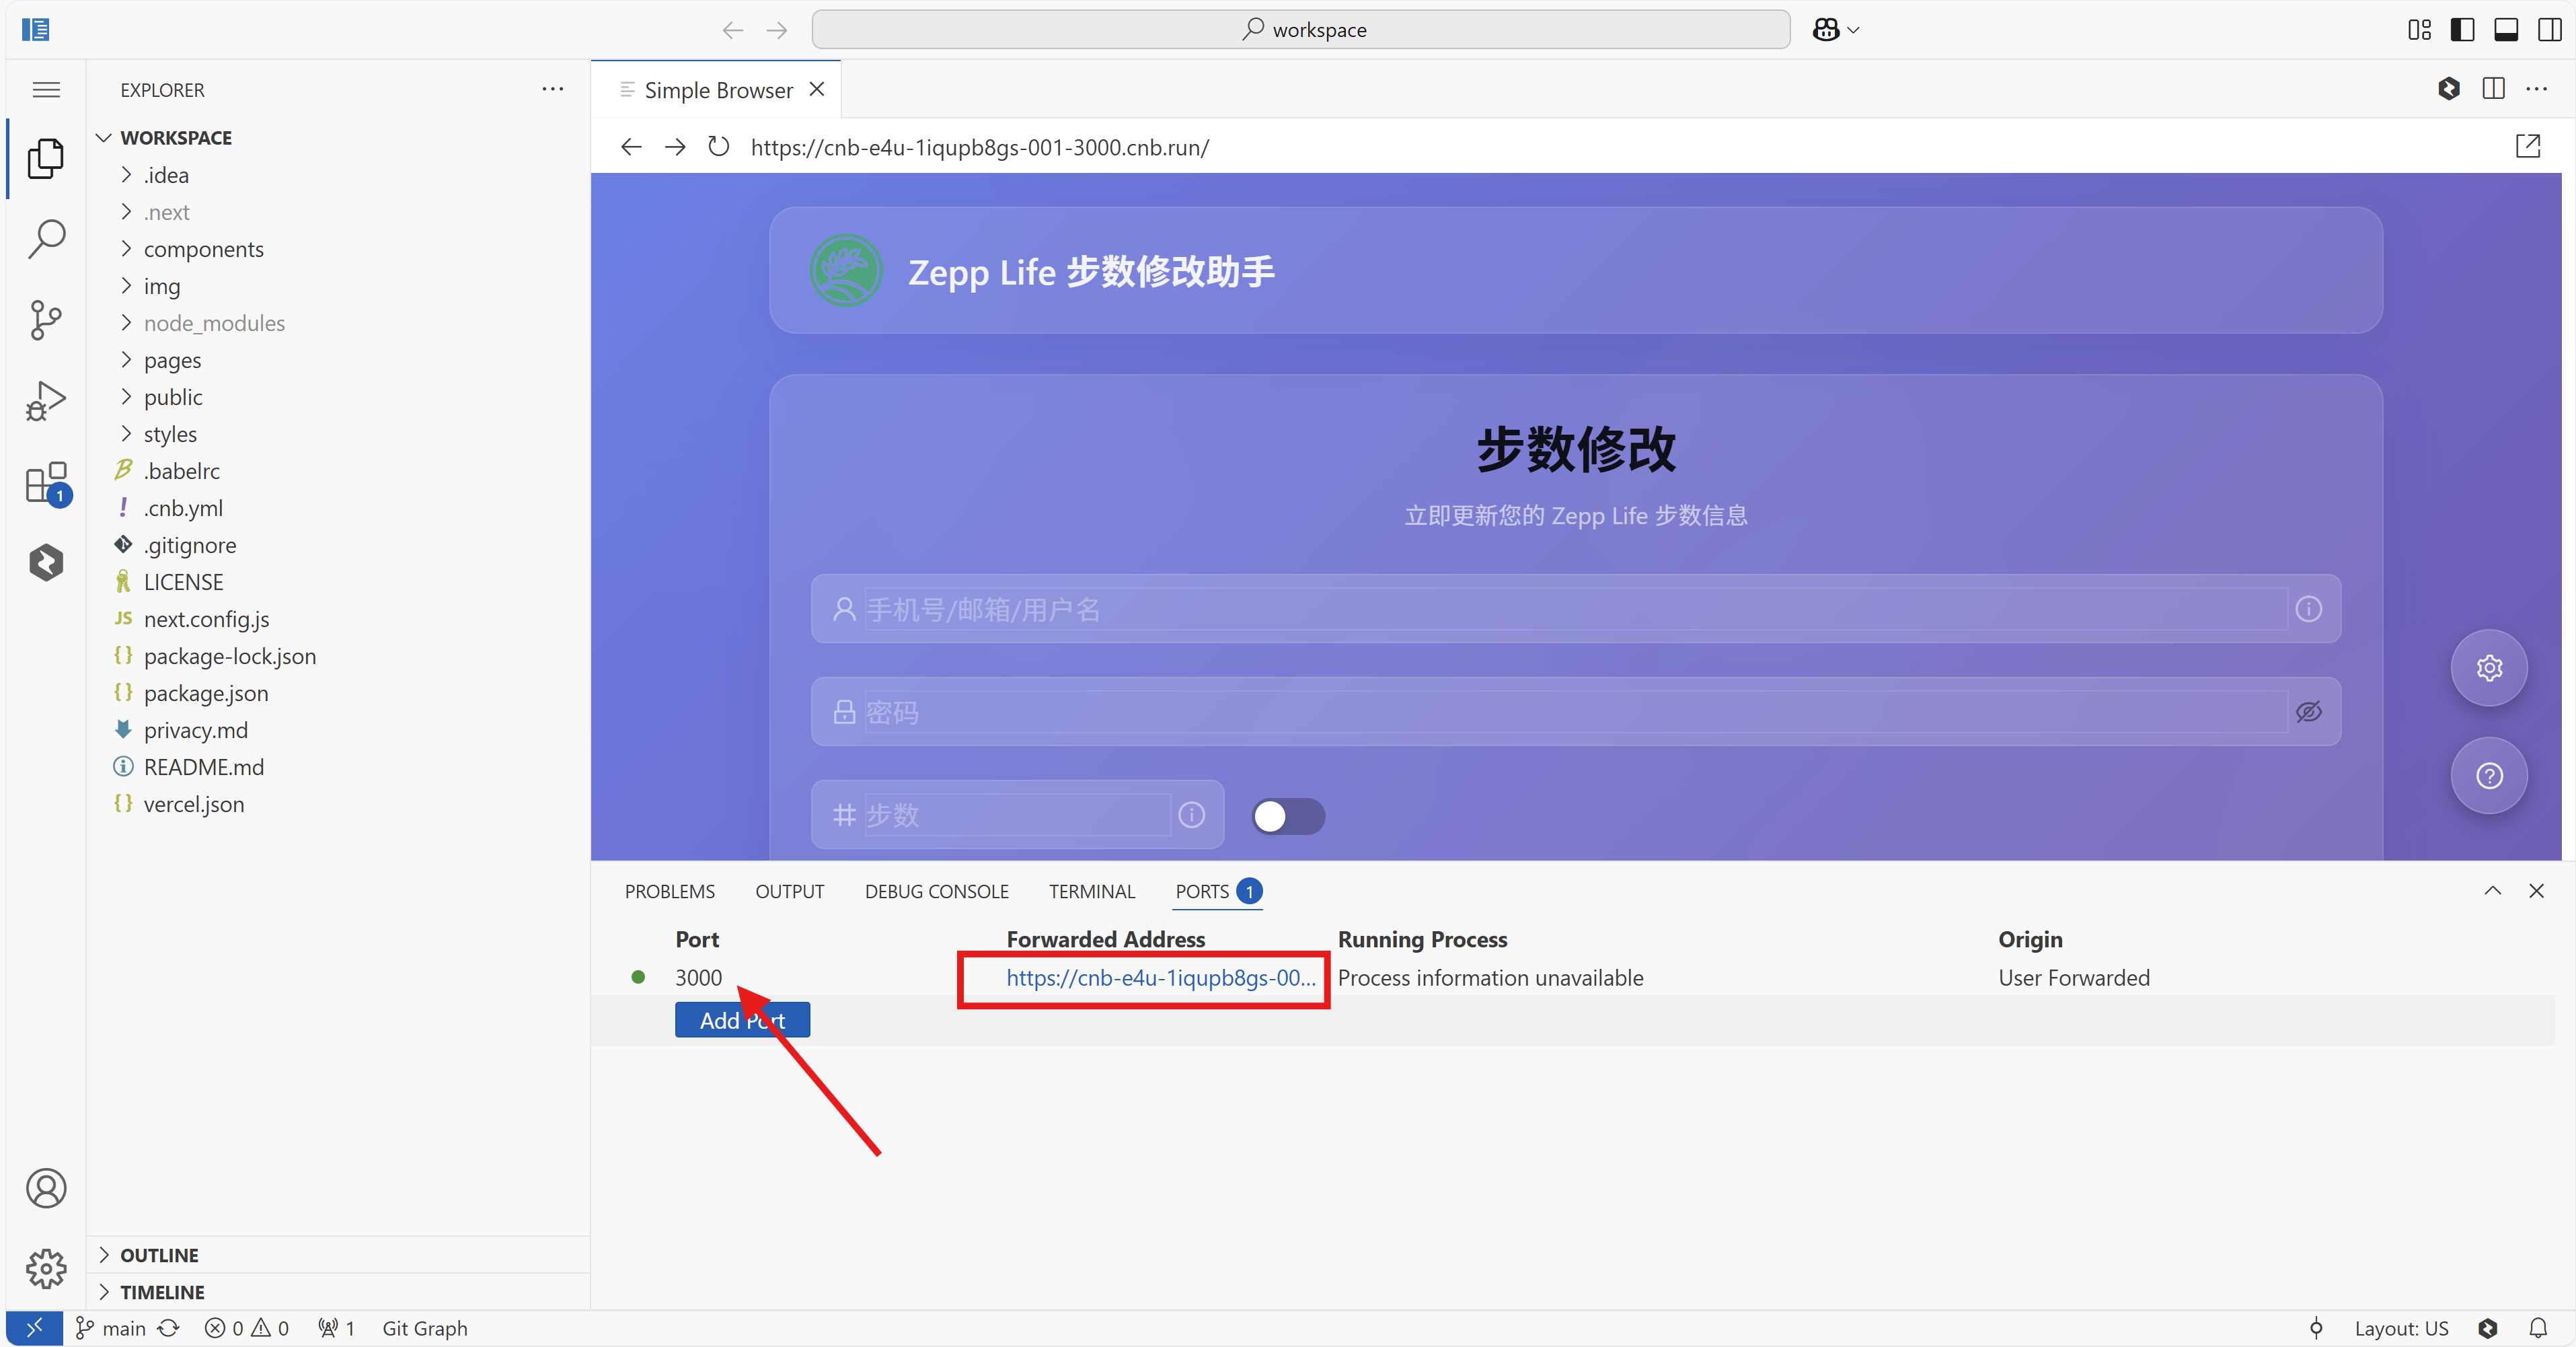 workspace
EXPLORER
Simple Browser
WORKSPACE
https://cnb-e4u-1iqupb8gs-001-3000.cnb.run/
.idea
.next
components
img
node_modules
pages
public
styles
.babelrc
.cnb.yml
.gitignore
LICENSE
next.config.js
package-lock.json
package.json
privacy.md
README.md
vercel.json
1
Zepp Life 步数修改助手
步数修改
立即更新您的 Zepp Life 步数信息
手机号/邮箱/用户名
密码
步数
PROBLEMS OUTPUT DEBUG CONSOLE TERMINAL PORTS 1
Port Forwarded Address Running Process Origin
3000 https://cnb-e4u-1iqupb8gs-00... Process information unavailable User Forwarded
Add Port
OUTLINE
TIMELINE
main 0 0 1 Git Graph Layout: US